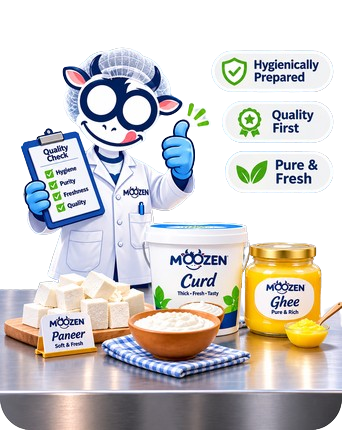 Hygienically
Prepared
Quality
First
Pure &
Fresh
Quality
Check
Hygiene
Purity
Freshness
Quality
MOOZEN
MOOZEN
Curd
Thick • Fresh • Tasty
MOOZEN
Ghee
Pure & Rich
MOOZEN
Paneer
Soft & Fresh